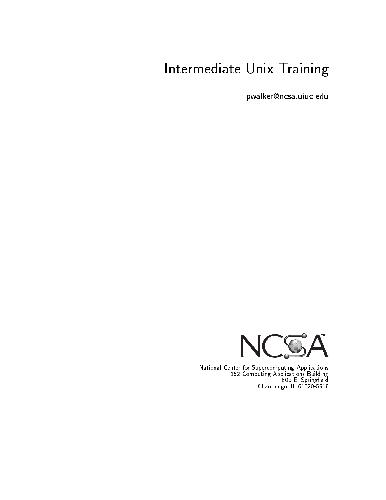 Intermediate Unix Training
pwalker@ncsa.uiuc.edu
NCSA
National Center for Supercomputing Applications
152 Computing Applications Building
605 E. Springfield
Champaign IL 61820-5518